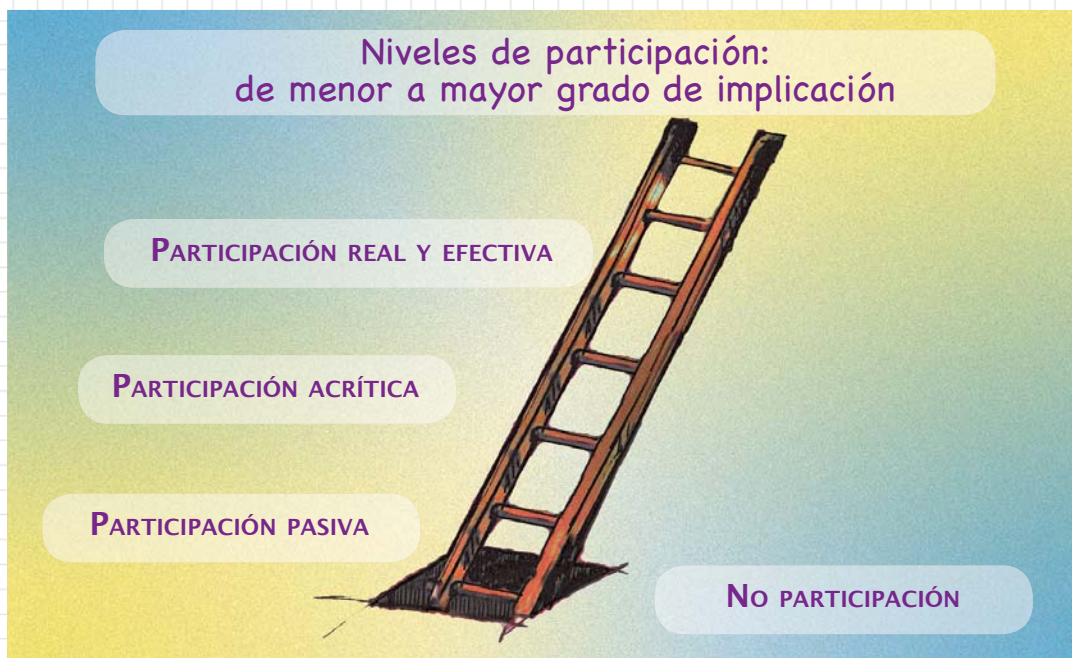 Niveles de participación:
de menor a mayor grado de implicación
Participación real y efectiva
Participación acrítica
Participación pasiva
No participación